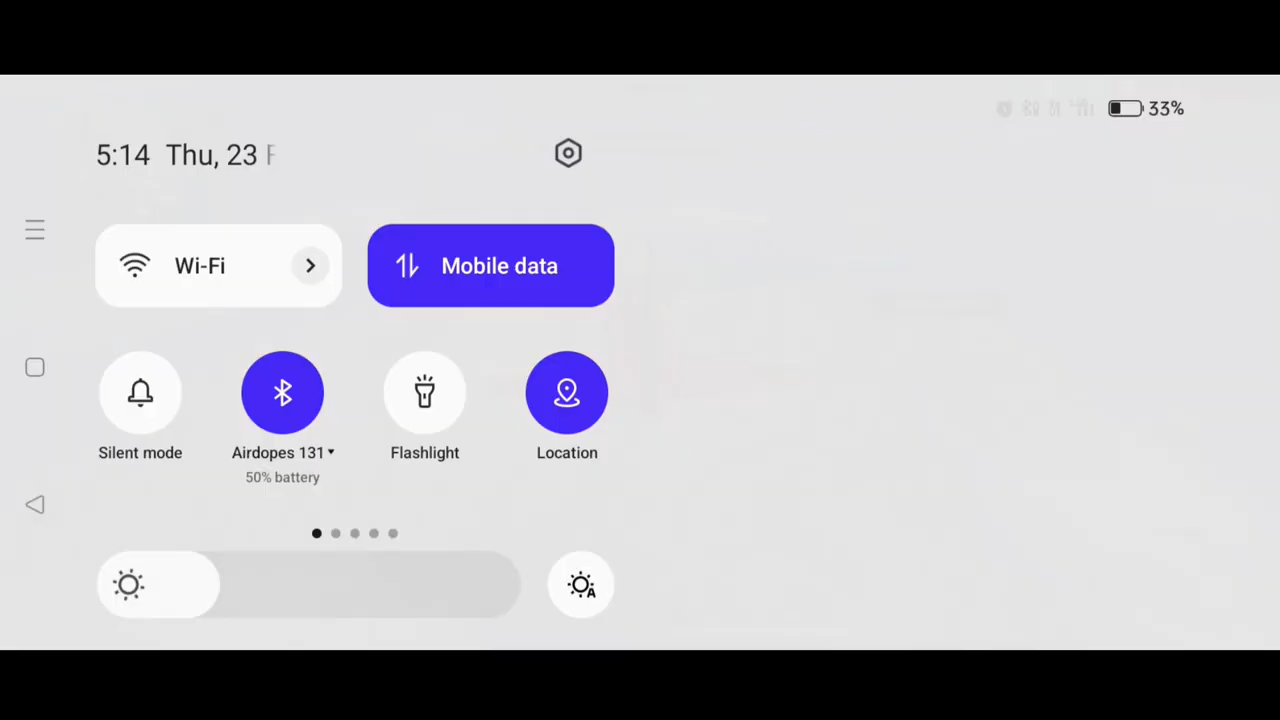 33%
5:14 Thu, 23
Wi-Fi
Mobile data
Silent mode
Airdopes 131
Flashlight
Location
50% battery
A